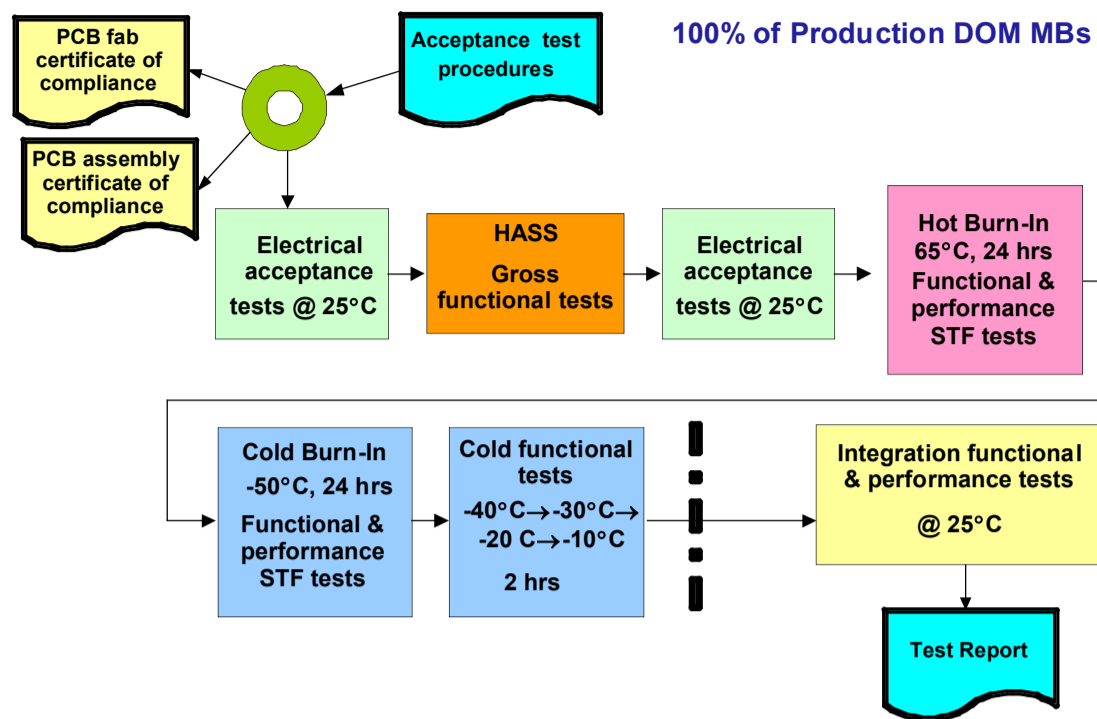 PCB fab
certificate of
compliance
Acceptance test
procedures
100% of Production DOM MBs
PCB assembly
certificate of
compliance
Electrical
acceptance
tests @ 25°C
HASS
Gross
functional tests
Electrical
acceptance
tests @ 25°C
Hot Burn-In
65°C, 24 hrs
Functional &
performance
STF tests
Cold Burn-In
-50°C, 24 hrs
Functional &
performance
STF tests
Cold functional
tests
-40°C→-30°C→
-20 C→-10°C
2 hrs
Integration functional
& performance tests
@ 25°C
Test Report